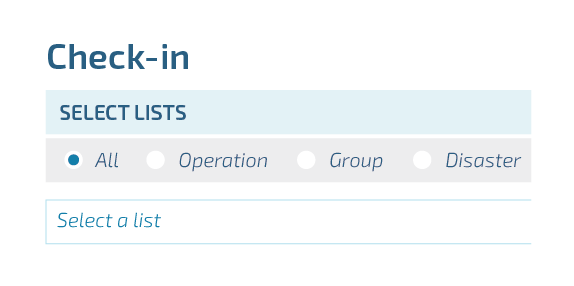 Check-in
SELECT LISTS
All Operation Group Disaster
Select a list